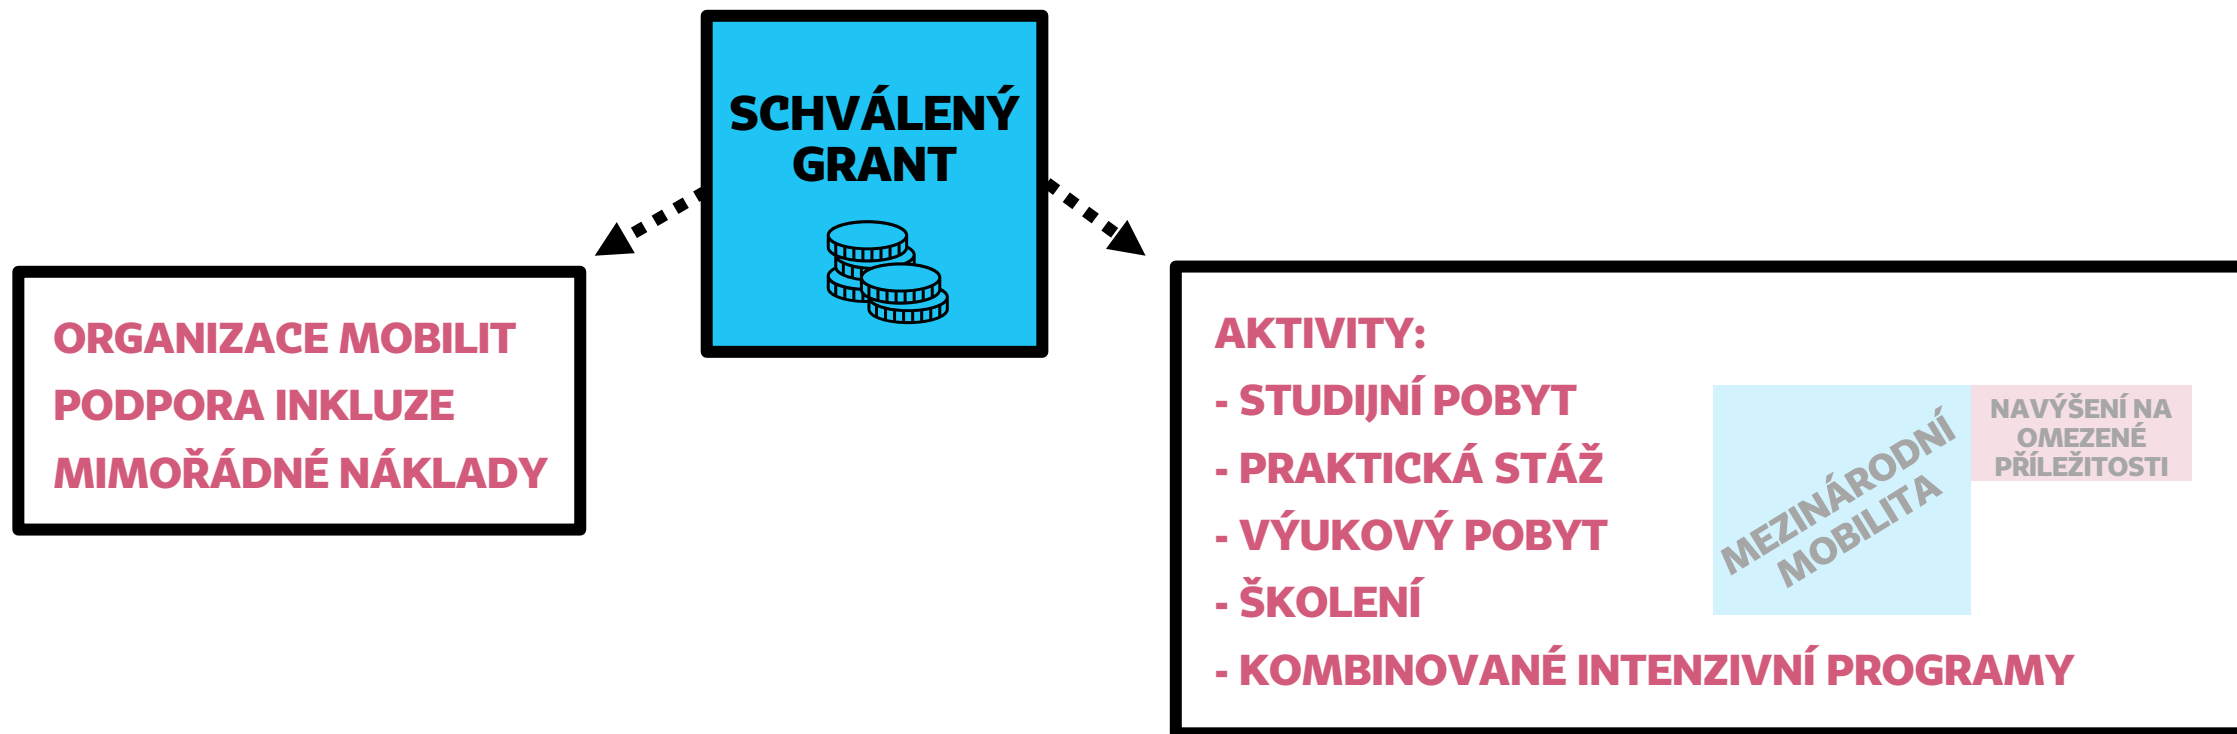 SCHVÁLENÝ
GRANT
ORGANIZACE MOBILIT
PODPORA INKLUZE
MIMOŘÁDNÉ NÁKLADY
AKTIVITY:
- STUDIJNÍ POBYT
- PRAKTICKÁ STÁŽ
- VÝUKOVÝ POBYT
- ŠKOLENÍ
- KOMBINOVANÉ INTENZIVNÍ PROGRAMY
MEZINÁRODNÍ
MOBILITA
NAVÝŠENÍ NA
OMEZENÉ
PŘÍLEŽITOSTI